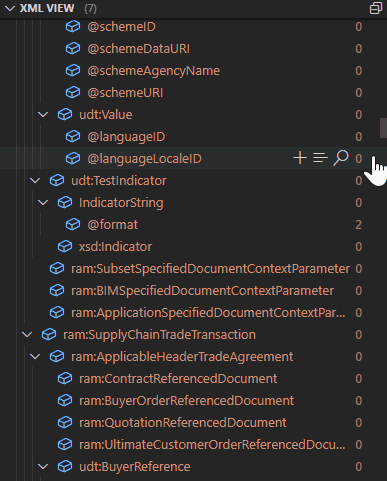 XML VIEW (7)
@schemeID 0
@schemeDataURI 0
@schemeAgencyName 0
@schemeURI 0
udt:Value 0
@languageID 0
@languageLocaleID 0
udt:TestIndicator 0
IndicatorString 0
@format 2
xsd:Indicator 0
ram:SubsetSpecifiedDocumentContextParameter 0
ram:BIMSpecifiedDocumentContextParameter 0
ram:ApplicationSpecifiedDocumentContextPar... 0
ram:SupplyChainTradeTransaction 0
ram:ApplicableHeaderTradeAgreement 0
ram:ContractReferencedDocument 0
ram:BuyerOrderReferencedDocument 0
ram:QuotationReferencedDocument 0
ram:UltimateCustomerOrderReferencedDocu... 0
udt:BuyerReference 0